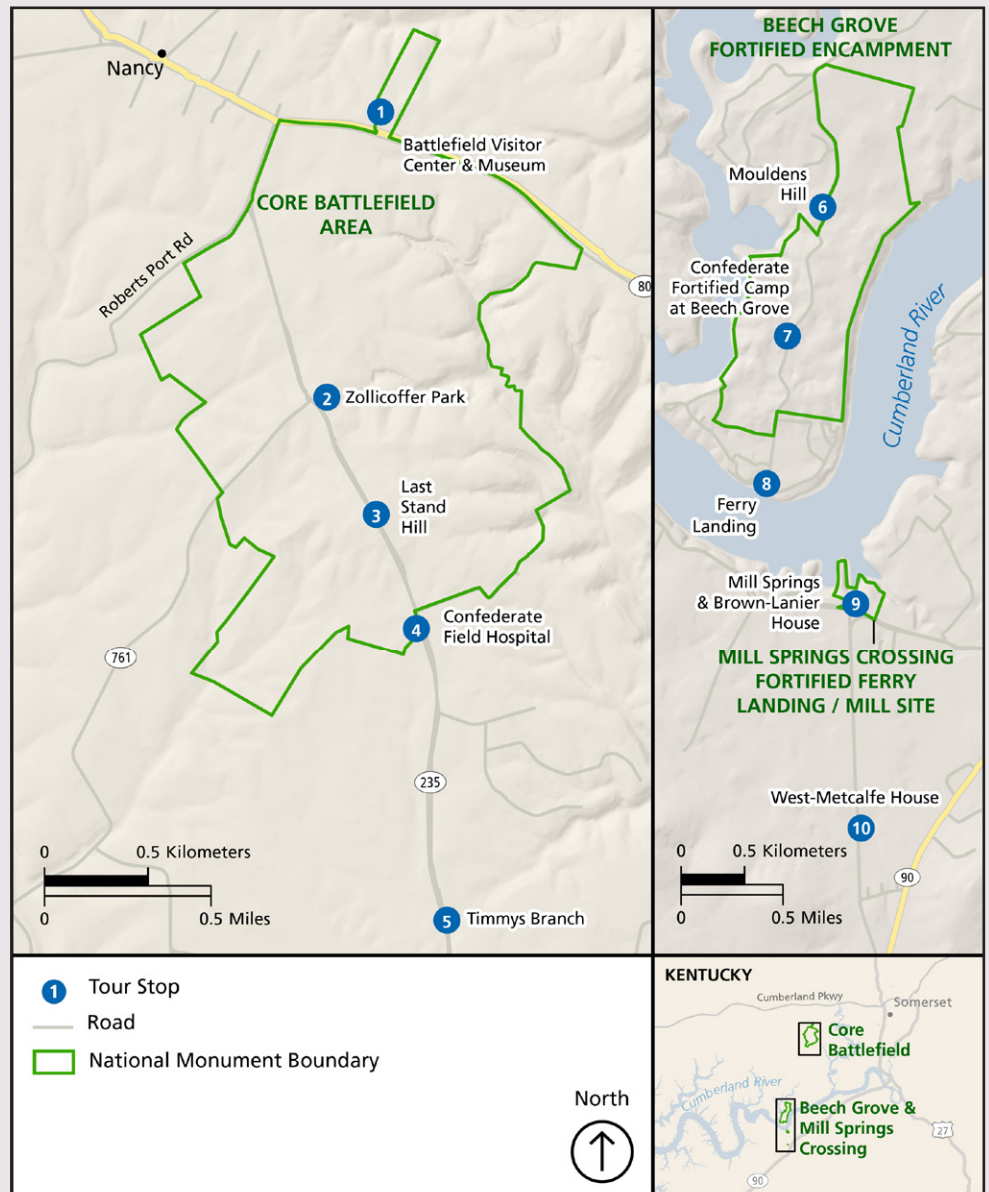 Nancy
1
Battlefield Visitor
Center & Museum
CORE BATTLEFIELD
AREA
Roberts Port Rd
80
2
Zollicoffer Park
3
Last
Stand
Hill
4
Confederate
Field Hospital
761
235
0
0.5 Kilometers
0
0.5 Miles
5
Timmys Branch
BEECH GROVE
FORTIFIED ENCAMPMENT
Mouldens
Hill
6
Confederate
Fortified Camp
at Beech Grove
7
Cumberland River
8
Ferry
Landing
Mill Springs
& Brown-Lanier
House
9
MILL SPRINGS CROSSING
FORTIFIED FERRY
LANDING / MILL SITE
West-Metcalfe House
10
0
0.5 Kilometers
0
0.5 Miles
90
1
Tour Stop
Road
National Monument Boundary
North
KENTUCKY
Cumberland Pkwy
Somerset
Core
Battlefield
Cumberland River
Beech Grove &
Mill Springs
Crossing
27
90